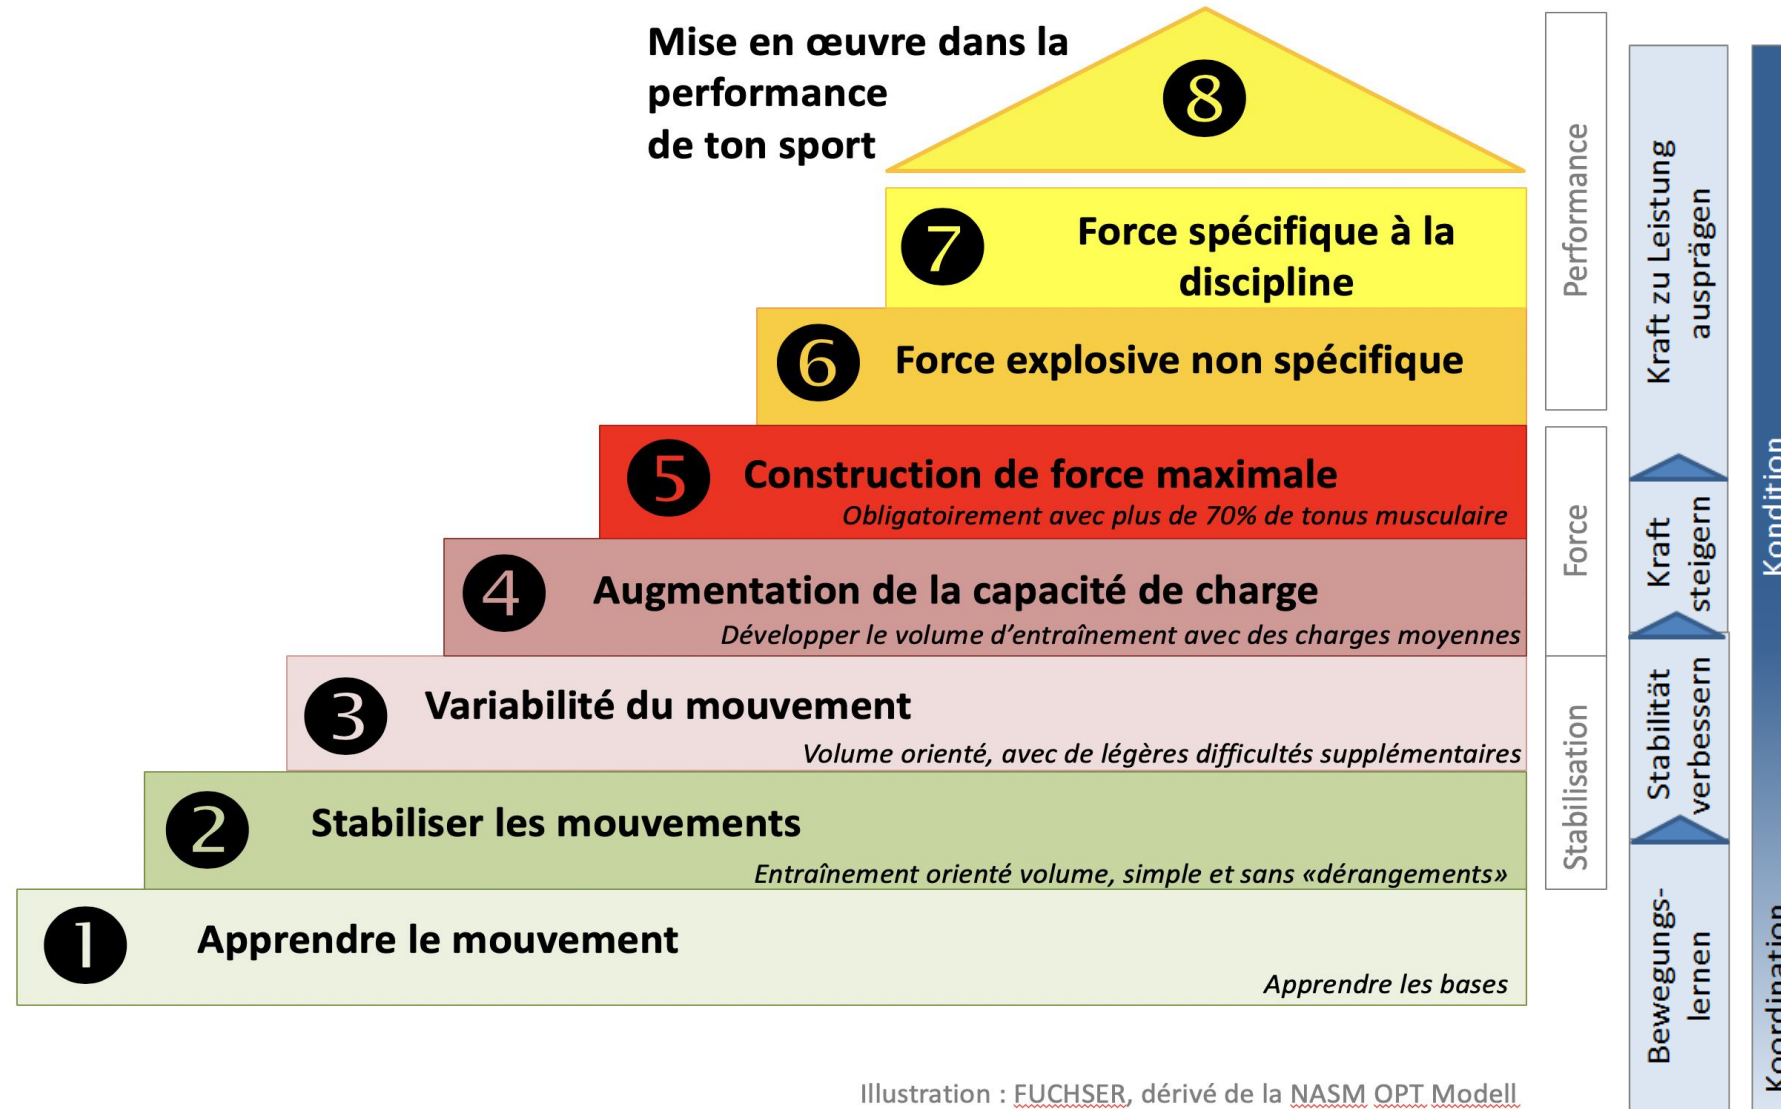 Mise en œuvre dans la
performance
de ton sport
8
7
Force spécifique à la
discipline
6
Force explosive non spécifique
5
Construction de force maximale
Obligatoirement avec plus de 70% de tonus musculaire
4
Augmentation de la capacité de charge
Développer le volume d’entraînement avec des charges moyennes
3
Variabilité du mouvement
Volume orienté, avec de légères difficultés supplémentaires
2
Stabiliser les mouvements
Entraînement orienté volume, simple et sans «dérangements»
1
Apprendre le mouvement
Apprendre les bases
Performance
Force
Stabilisation
Kraft zu Leistung
ausprägen
Kraft
steigern
Stabilität
verbessern
Bewegungs-
lernen
Kondition
Koordination
Illustration : FUCHSER, dérivé de la NASM OPT Modell